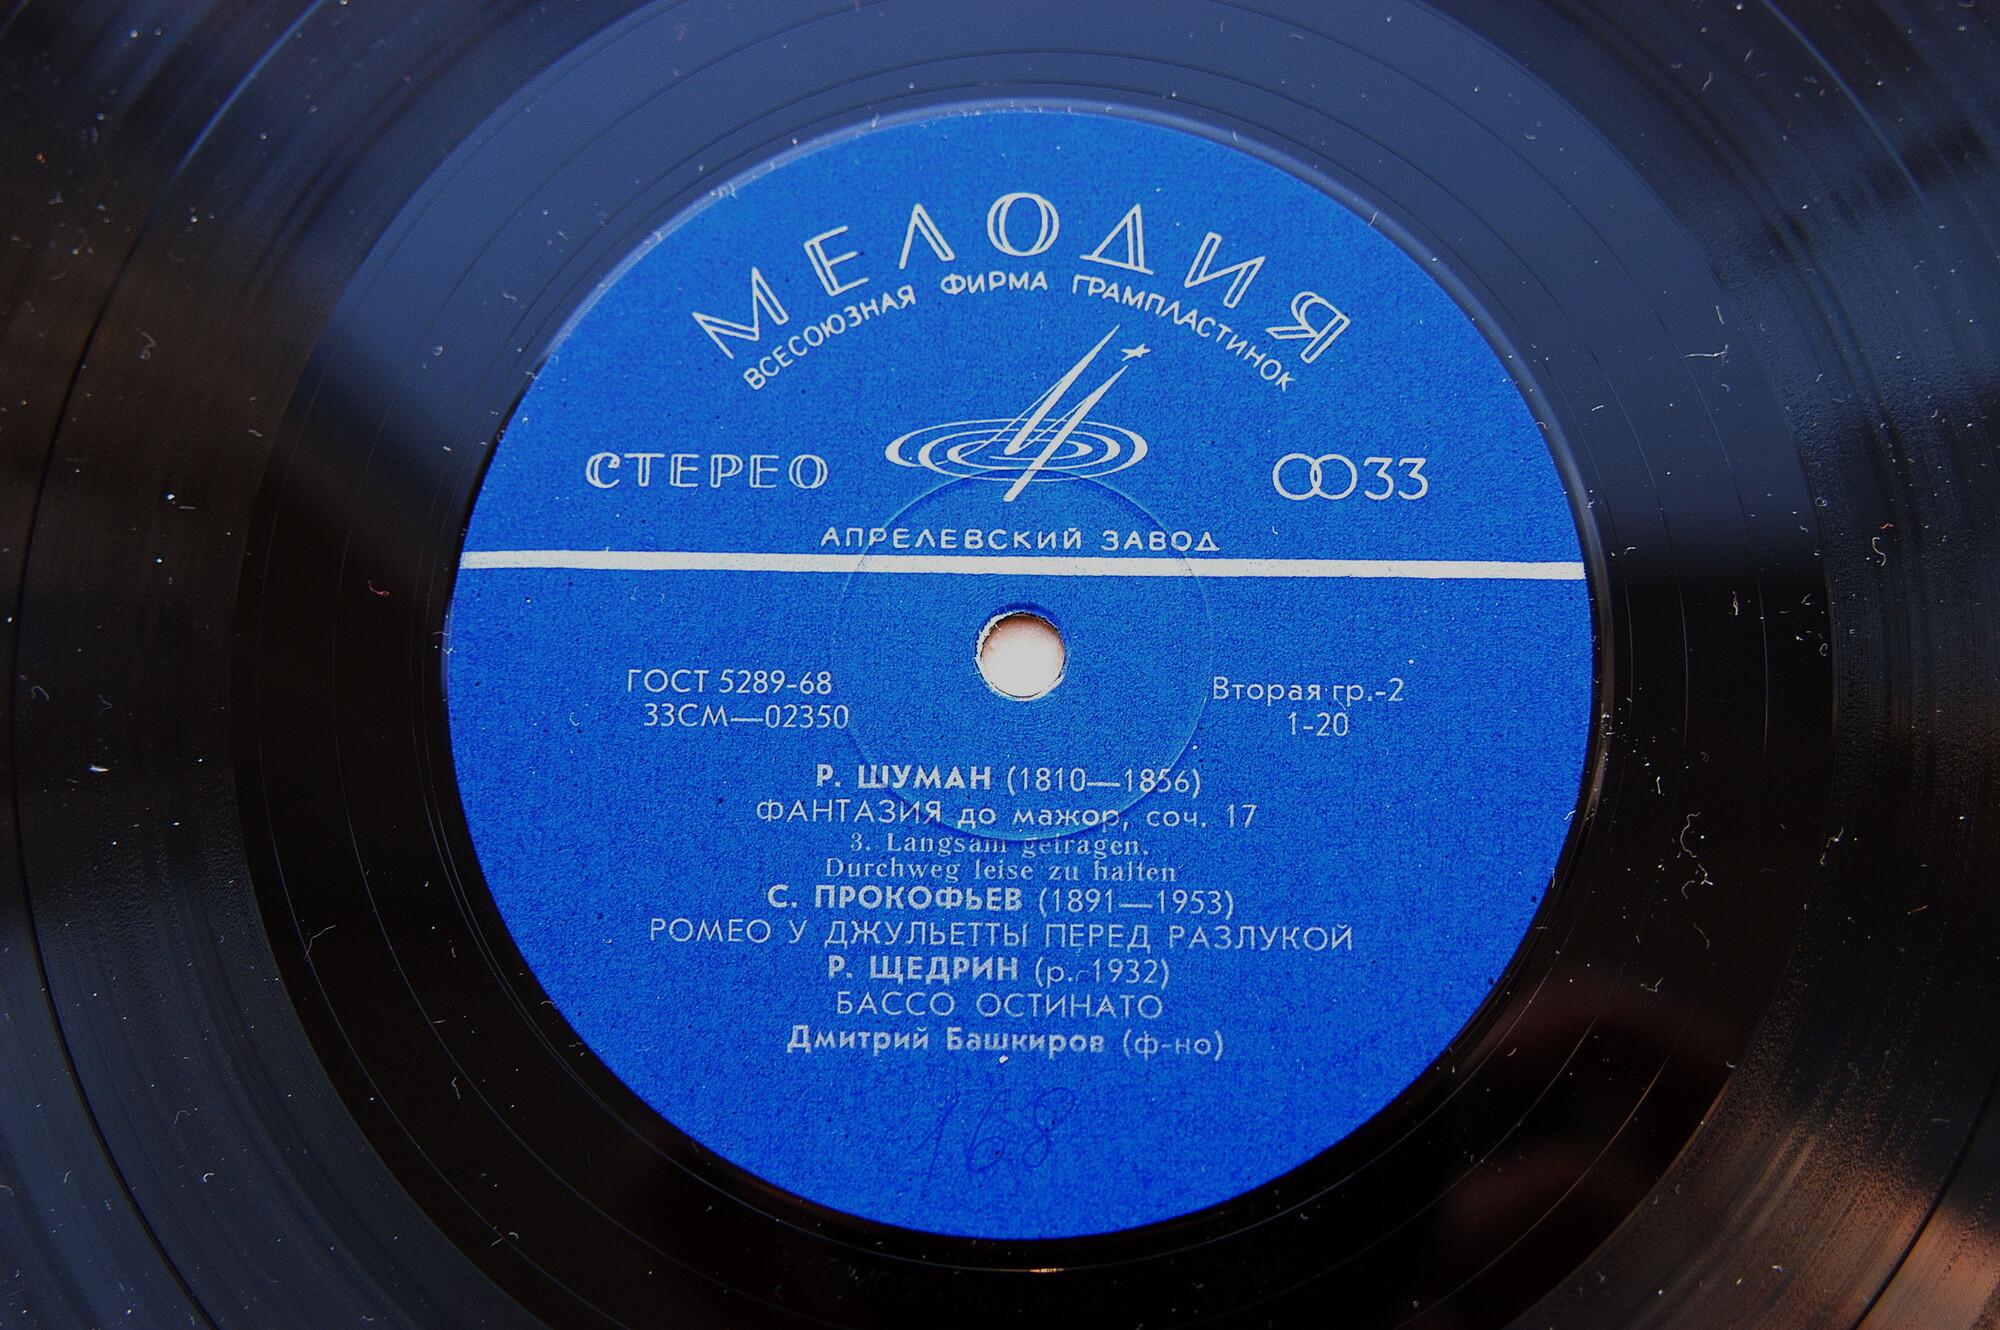 МЕЛОДИЯ
ВСЕСОЮЗНАЯ ФИРМА ГРАМПЛАСТИНОК
СТЕРЕО
33
АПРЕЛЕВСКИЙ ЗАВОД
ГОСТ 5289-68
33СМ—02350
Вторая гр.-2
1-20
Р. ШУМАН (1810—1856)
ФАНТАЗИЯ до мажор, соч. 17
3. Langsam getragen.
Durchweg leise zu halten
С. ПРОКОФЬЕВ (1891—1953)
РОМЕО У ДЖУЛЬЕТТЫ ПЕРЕД РАЗЛУКОЙ
Р. ЩЕДРИН (р. 1932)
БАССО ОСТИНАТО
Дмитрий Башкиров (ф-но)
168